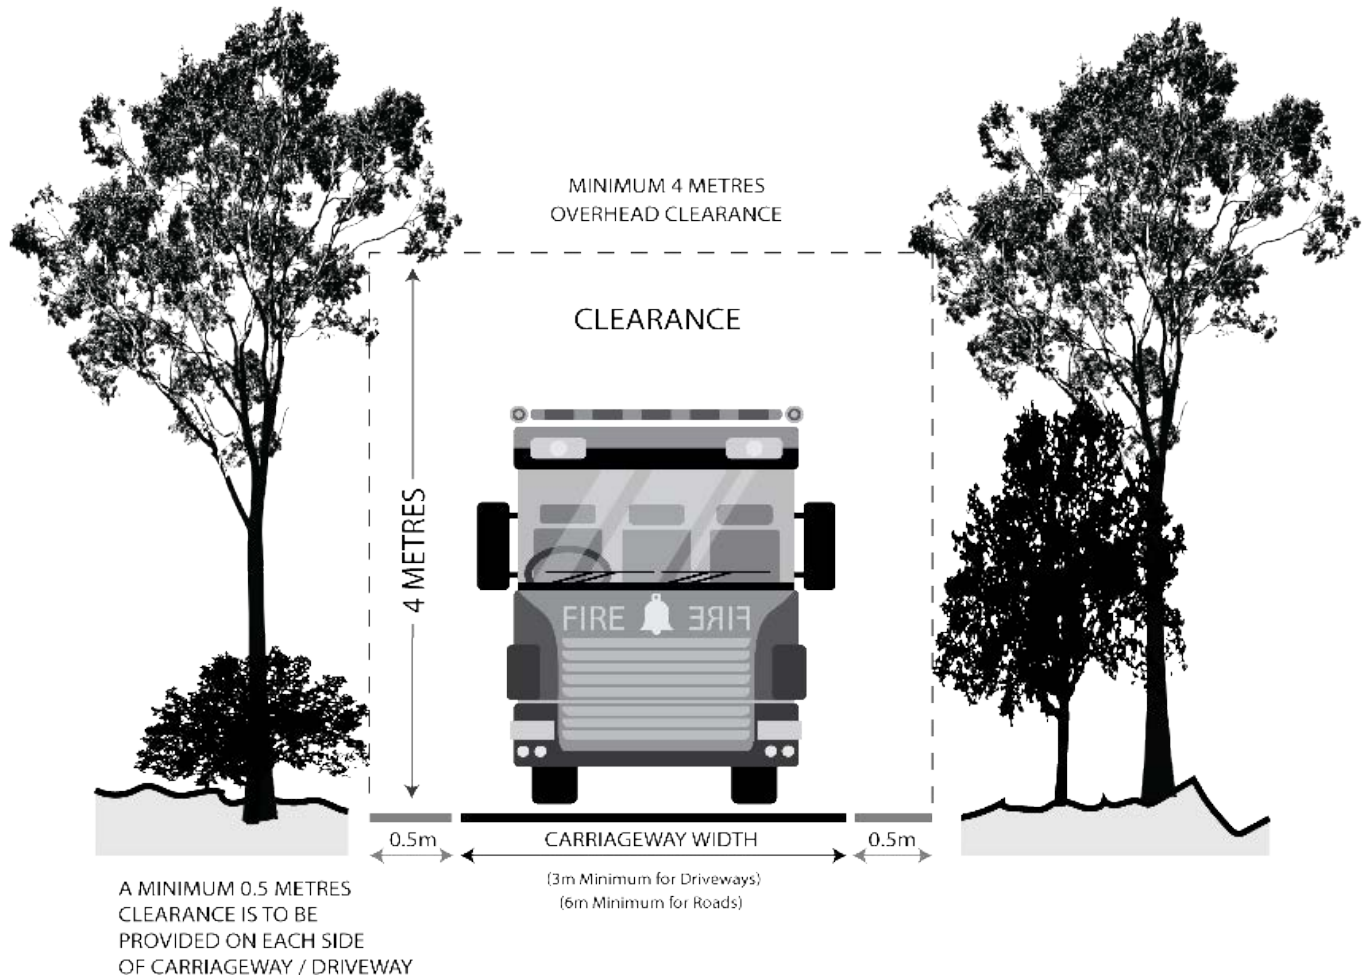 MINIMUM 4 METRES
OVERHEAD CLEARANCE
CLEARANCE
4 METRES
FIRE FIRE
0.5m
CARRIAGEWAY WIDTH
0.5m
(3m Minimum for Driveways)
(6m Minimum for Roads)
A MINIMUM 0.5 METRES
CLEARANCE IS TO BE
PROVIDED ON EACH SIDE
OF CARRIAGEWAY / DRIVEWAY